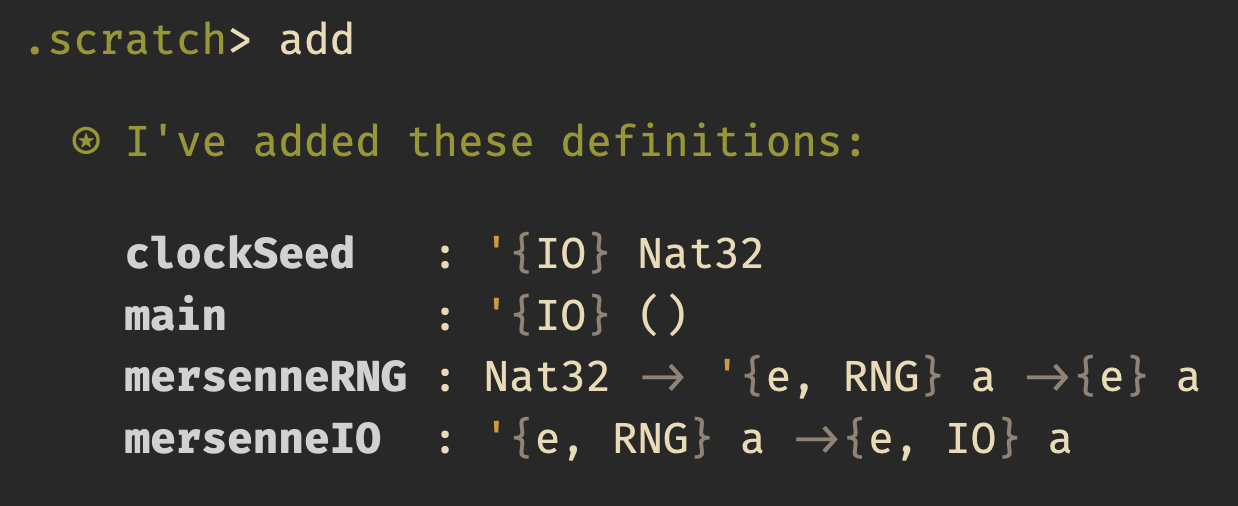 .scratch> add
⍟ I've added these definitions:
clockSeed : '{IO} Nat32
main : '{IO} ()
mersenneRNG : Nat32 -> '{e, RNG} a ->{e} a
mersenneIO : '{e, RNG} a ->{e, IO} a